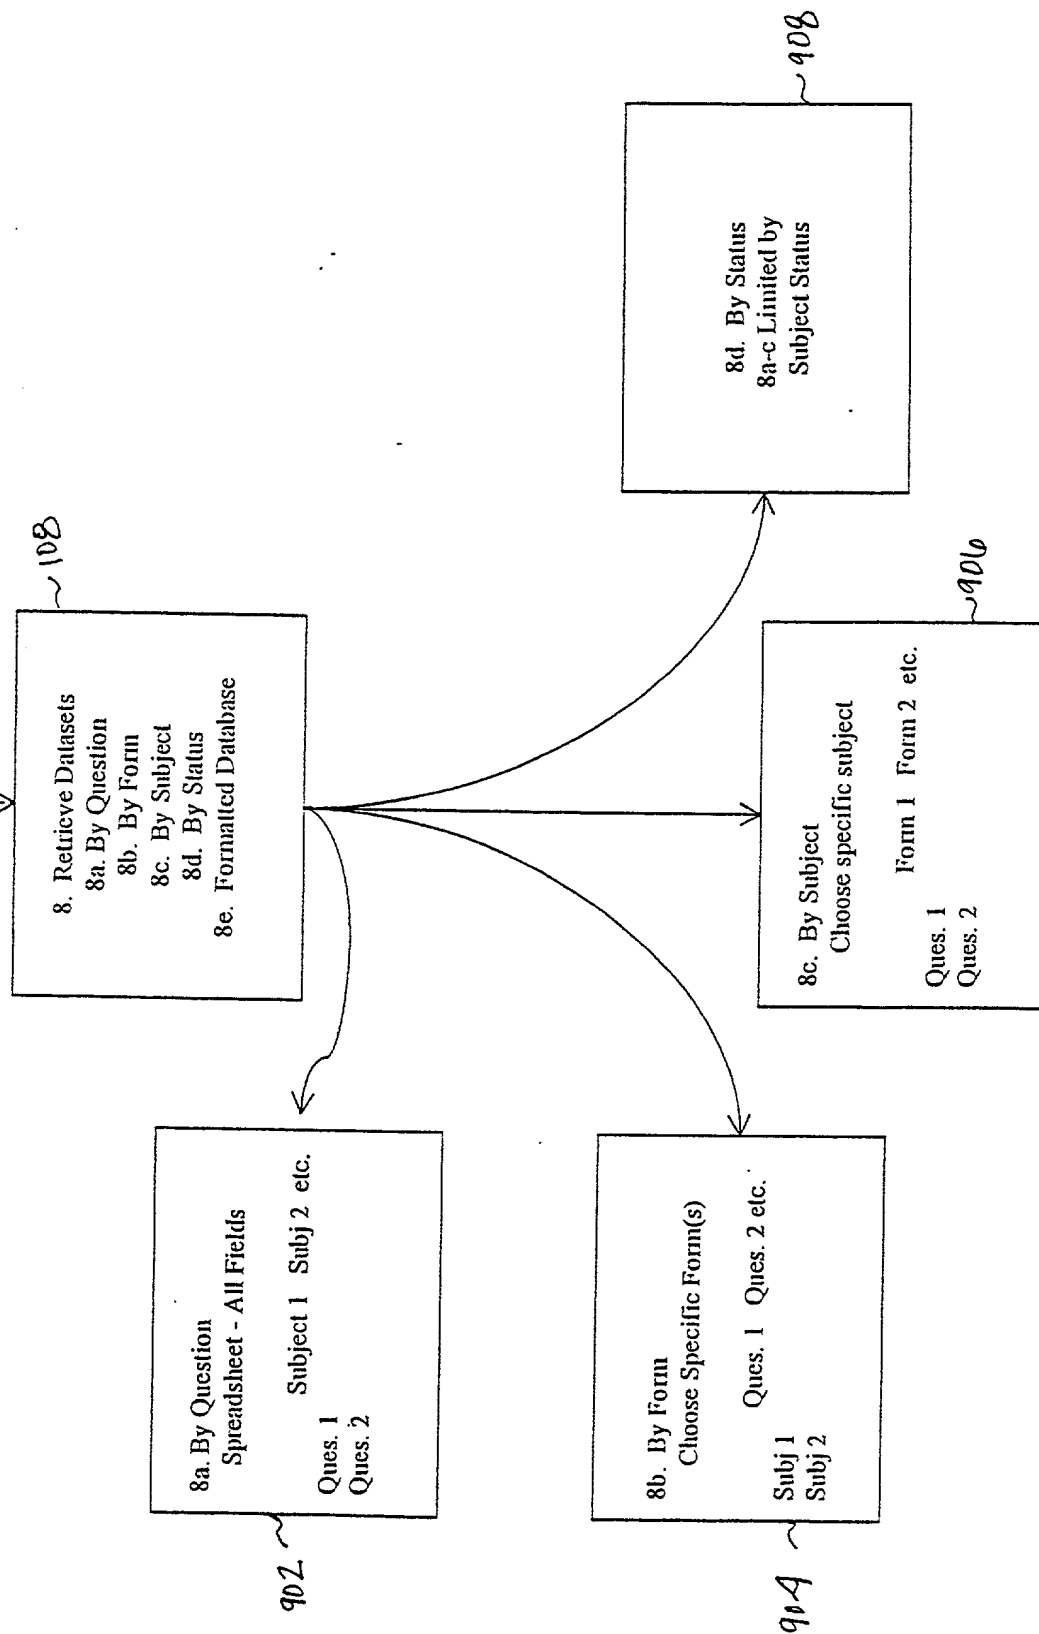 108
8. Retrieve Datasets
8a. By Question
8b. By Form
8c. By Subject
8d. By Status
8e. Formatted Database
902
8a. By Question
Spreadsheet - All Fields
Subject 1 Subj 2 etc.
Ques. 1
Ques. 2
904
8b. By Form
Choose Specific Form(s)
Ques. 1 Ques. 2 etc.
Subj 1
Subj 2
906
8c. By Subject
Choose specific subject
Form 1 Form 2 etc.
Ques. 1
Ques. 2
908
8d. By Status
8a-c Limited by
Subject Status